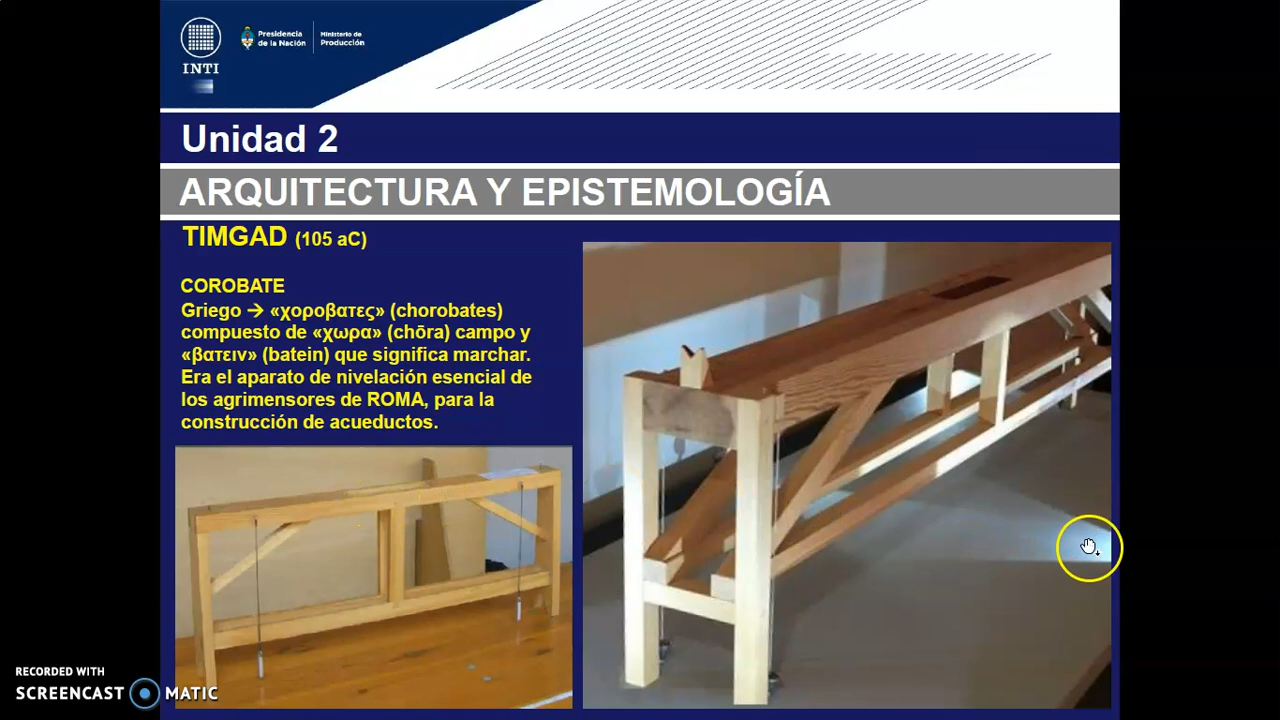 INTI
Presidencia
de la Nación
Ministerio de
Producción
Unidad 2
ARQUITECTURA Y EPISTEMOLOGÍA
TIMGAD (105 aC)
COROBATE
Griego → «χοροβατες» (chorobates)
compuesto de «χωρα» (chōra) campo y
«βατειν» (batein) que significa marchar.
Era el aparato de nivelación esencial de
los agrimensores de ROMA, para la
construcción de acueductos.
RECORDED WITH
SCREENCAST MATIC